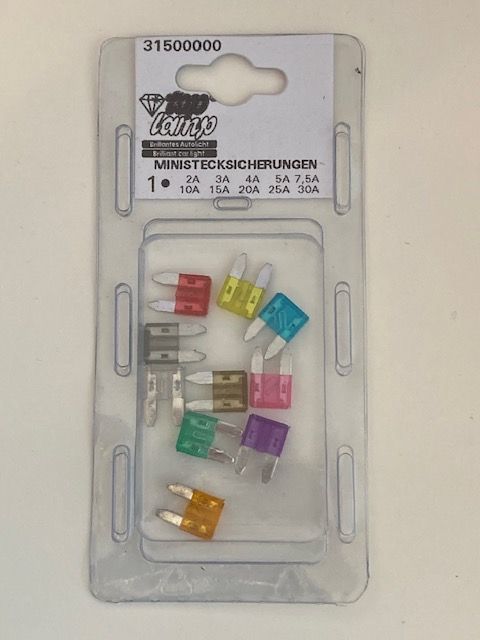 31500000
top
lamp
Brillantes Autolicht
Brilliant car light
MINISTECKSICHERUNGEN
1• 2A 3A 4A 5A 7,5A
10A 15A 20A 25A 30A